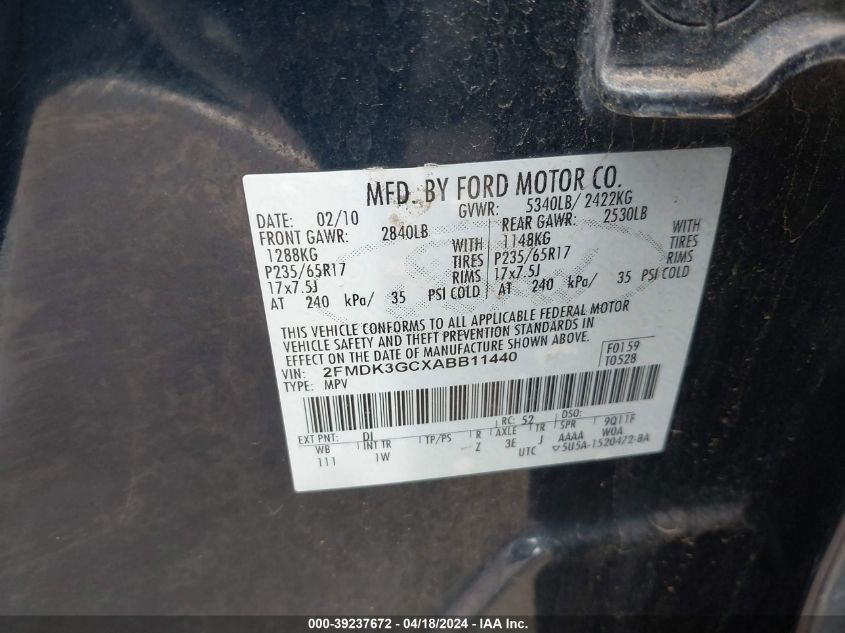 MFD. BY FORD MOTOR CO.
DATE: 02/10 GVWR: 5340LB/ 2422KG
FRONT GAWR: 2840LB REAR GAWR: 2530LB
1288KG WITH 1148KG WITH
P235/65R17 TIRES P235/65R17 TIRES
17x7.5J RIMS 17x7.5J RIMS
AT 240 kPa/ 35 PSI COLD AT 240 kPa/ 35 PSI COLD
THIS VEHICLE CONFORMS TO ALL APPLICABLE FEDERAL MOTOR
VEHICLE SAFETY AND THEFT PREVENTION STANDARDS IN
EFFECT ON THE DATE OF MANUFACTURE SHOWN ABOVE.
VIN: 2FMDK3GCXABB11440 F0159
TYPE: MPV T0528
EXT PNT: DI RC: 52 DSO: 9Q11F
WB INT TR TP/PS R AXLE TR SPR WOA
111 1W Z 3E J AAAA
UTC ▽5U5A-1520472-BA
000-39237672 - 04/18/2024 - IAA Inc.